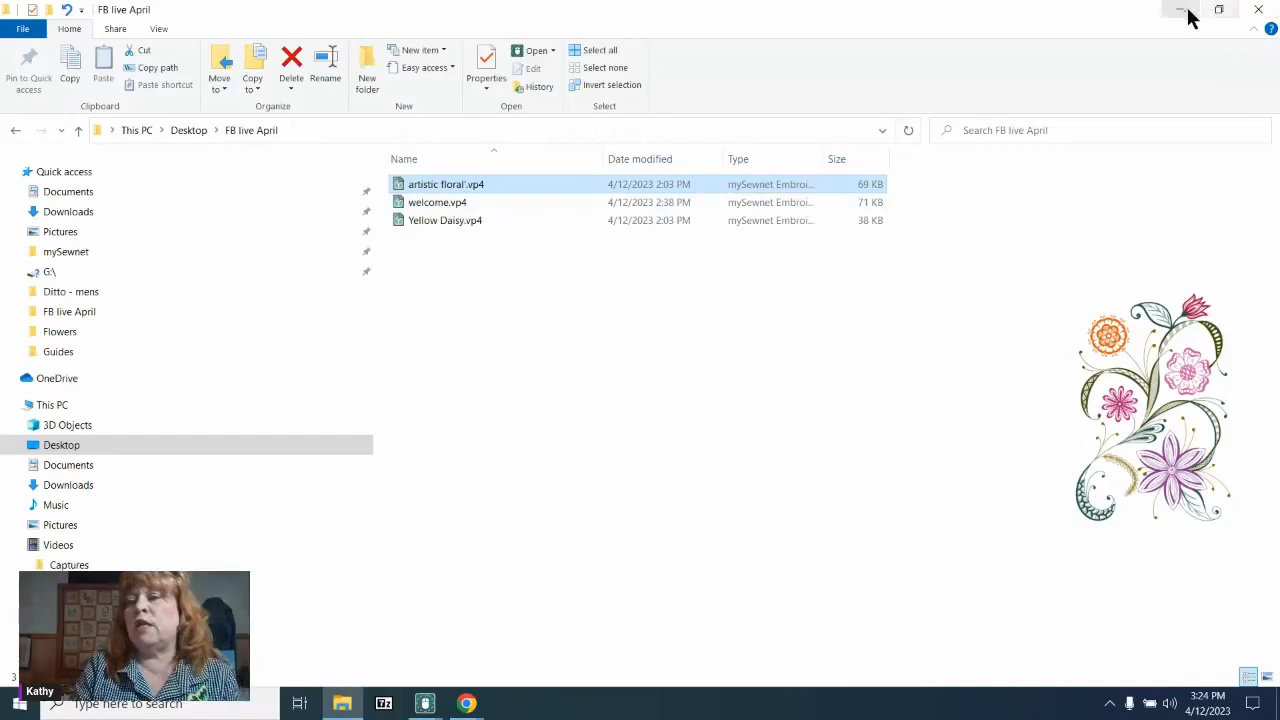 FB live April
File Home Share View
Pin to Quick access
Copy
Paste
Cut
Copy path
Paste shortcut
Clipboard
Move to
Copy to
Delete
Rename
Organize
New folder
New item
Easy access
New
Properties
Open
Edit
History
Open
Select all
Select none
Invert selection
Select
This PC > Desktop > FB live April
Search FB live April
Name Date modified Type Size
artistic floral'.vp4 4/12/2023 2:03 PM mySewnet Embroi... 69 KB
welcome.vp4 4/12/2023 2:38 PM mySewnet Embroi... 71 KB
Yellow Daisy.vp4 4/12/2023 2:03 PM mySewnet Embroi... 38 KB
Quick access
Documents
Downloads
Pictures
mySewnet
G:\
Ditto - mens
FB live April
Flowers
Guides
OneDrive
This PC
3D Objects
Desktop
Documents
Downloads
Music
Pictures
Videos
Captures
3
Kathy
Type here to search
7z
3:24 PM
4/12/2023